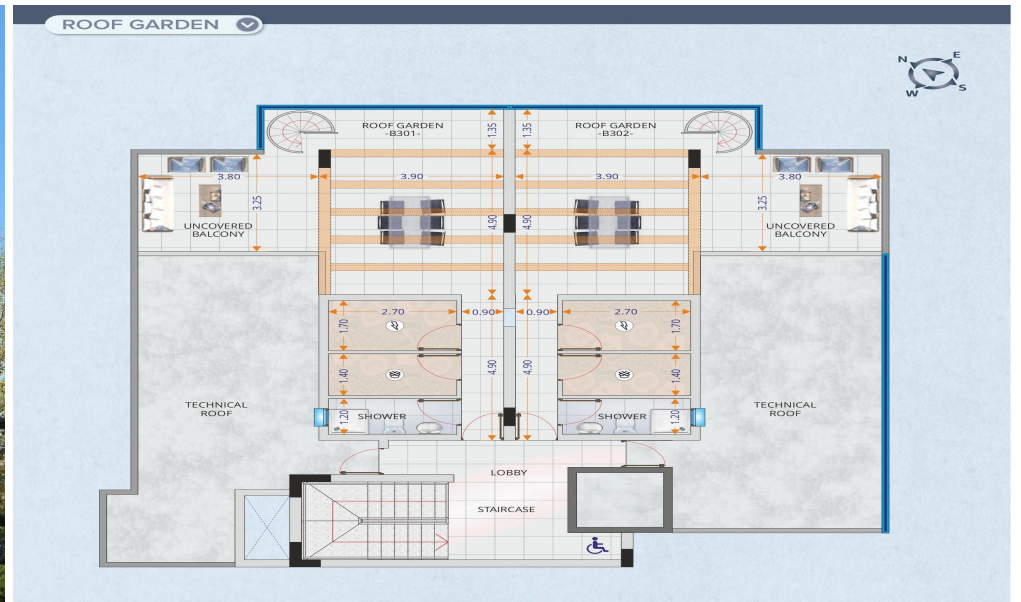 ROOF GARDEN
N
E
W
S
ROOF GARDEN
-B301-
ROOF GARDEN
-B302-
1.35
1.35
3.80
3.90
3.90
3.80
3.25
4.90
4.90
3.25
UNCOVERED
BALCONY
UNCOVERED
BALCONY
2.70
0.90
0.90
2.70
1.70
1.70
1.40
4.90
4.90
1.40
TECHNICAL
ROOF
SHOWER
1.20
SHOWER
1.20
TECHNICAL
ROOF
LOBBY
STAIRCASE